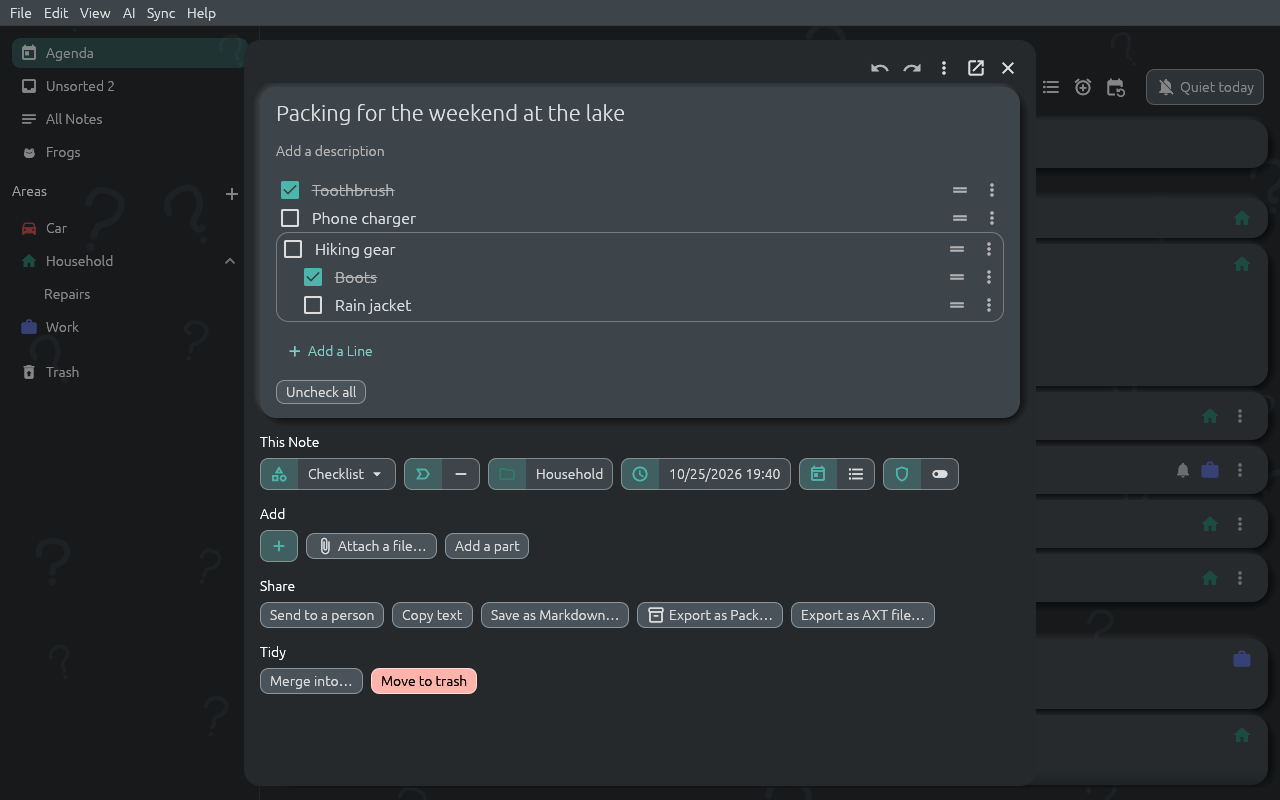 File Edit View AI Sync Help
Agenda
Unsorted 2
All Notes
Frogs
Areas
Car
Household
Repairs
Work
Trash
Quiet today
Packing for the weekend at the lake
Add a description
Toothbrush
Phone charger
Hiking gear
Boots
Rain jacket
Add a Line
Uncheck all
This Note
Checklist
Household
10/25/2026 19:40
Add
Attach a file…
Add a part
Share
Send to a person
Copy text
Save as Markdown…
Export as Pack…
Export as AXT file…
Tidy
Merge into…
Move to trash